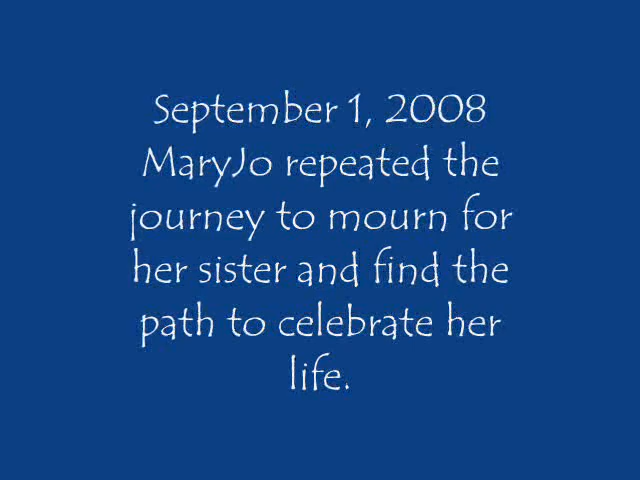 September 1, 2008
MaryJo repeated the
journey to mourn for
her sister and find the
path to celebrate her
life.